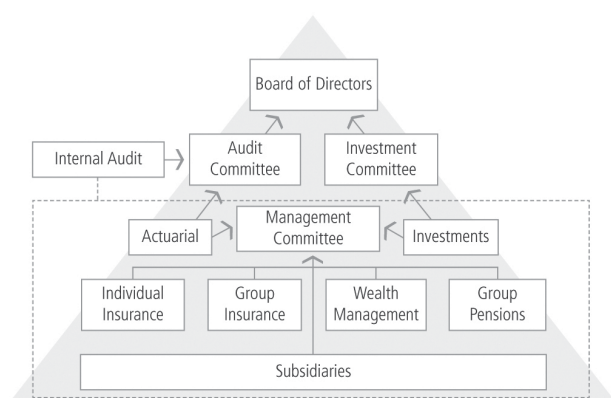 Board of Directors
Internal Audit
Audit
Committee
Investment
Committee
Actuarial
Management
Committee
Investments
Individual
Insurance
Group
Insurance
Wealth
Management
Group
Pensions
Subsidiaries